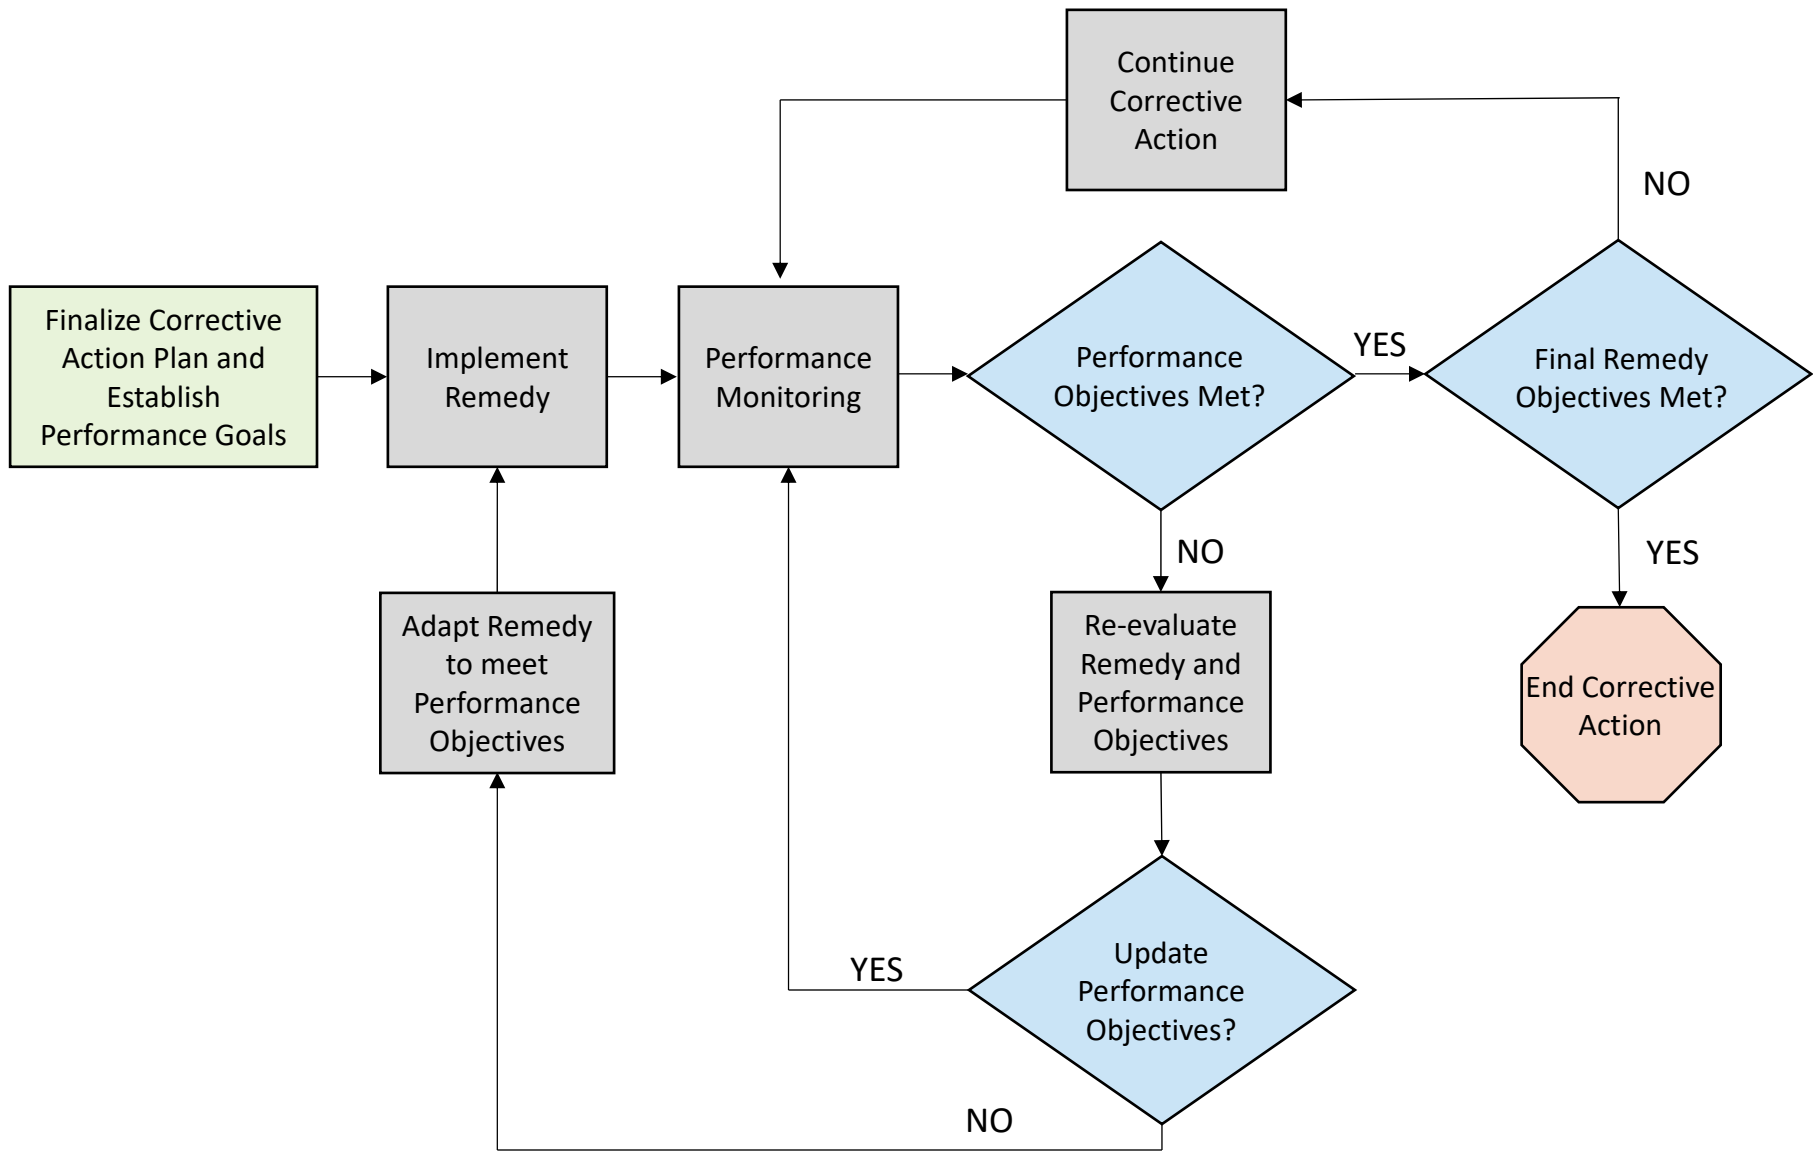 Continue
Corrective
Action
NO
Finalize Corrective
Action Plan and
Establish
Performance Goals
Implement
Remedy
Performance
Monitoring
Performance
Objectives Met?
YES
Final Remedy
Objectives Met?
NO
YES
Adapt Remedy
to meet
Performance
Objectives
Re-evaluate
Remedy and
Performance
Objectives
End Corrective
Action
YES
Update
Performance
Objectives?
NO